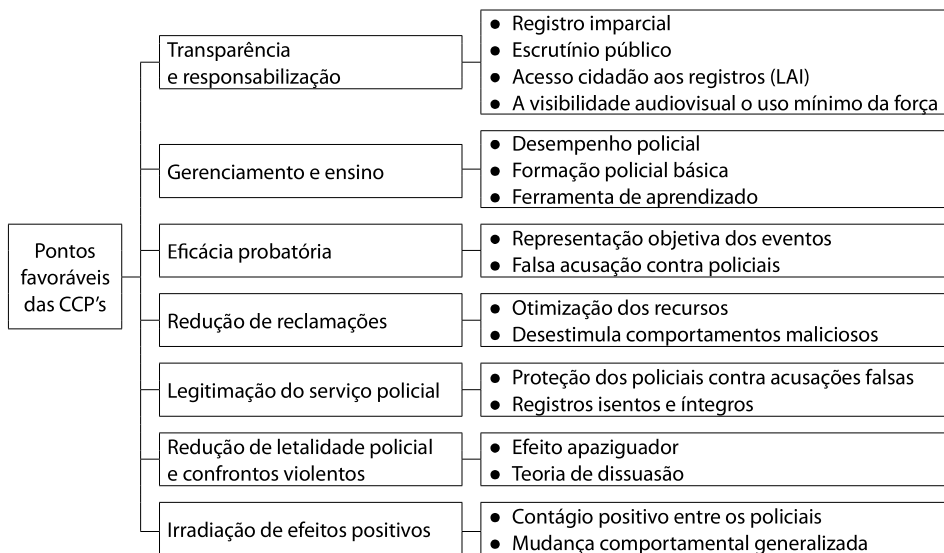 Pontos
favoráveis
das CCP's
Transparência
e responsabilização
● Registro imparcial
● Escrutínio público
● Acesso cidadão aos registros (LAI)
● A visibilidade audiovisual o uso mínimo da força
Gerenciamento e ensino
● Desempenho policial
● Formação policial básica
● Ferramenta de aprendizado
Eficácia probatória
● Representação objetiva dos eventos
● Falsa acusação contra policiais
Redução de reclamações
● Otimização dos recursos
● Desestimula comportamentos maliciosos
Legitimação do serviço policial
● Proteção dos policiais contra acusações falsas
● Registros isentos e íntegros
Redução de letalidade policial
e confrontos violentos
● Efeito apaziguador
● Teoria de dissuasão
Irradiação de efeitos positivos
● Contágio positivo entre os policiais
● Mudança comportamental generalizada